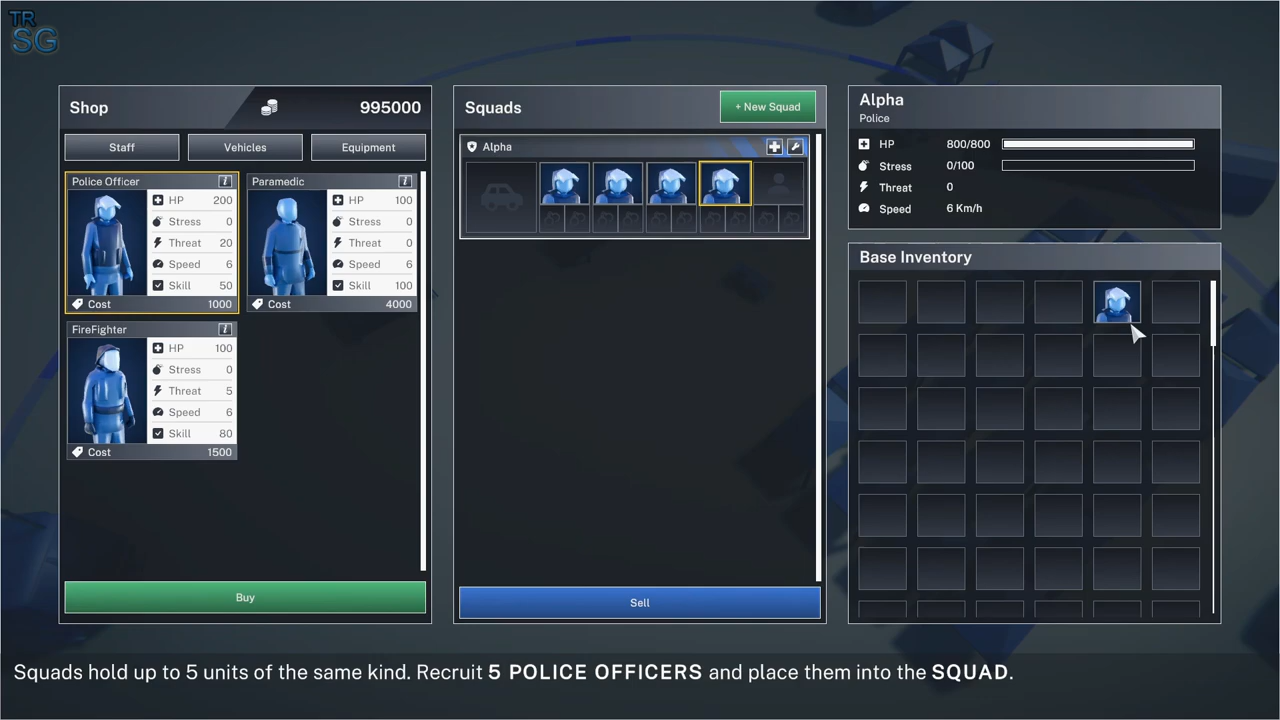 TR
SG
Shop
995000
Staff
Vehicles
Equipment
Police Officer
HP 200
Stress 0
Threat 20
Speed 6
Skill 50
Cost 1000
Paramedic
HP 100
Stress 0
Threat 0
Speed 6
Skill 100
Cost 4000
FireFighter
HP 100
Stress 0
Threat 5
Speed 6
Skill 80
Cost 1500
Buy
Squads
+ New Squad
Alpha
Sell
Alpha
Police
HP 800/800
Stress 0/100
Threat 0
Speed 6 Km/h
Base Inventory
Squads hold up to 5 units of the same kind. Recruit 5 POLICE OFFICERS and place them into the SQUAD.